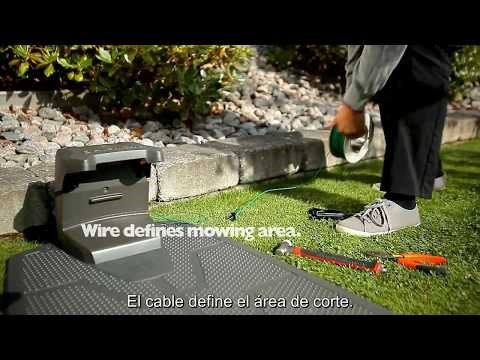 Wire defines mowing area.
El cable define el área de corte.